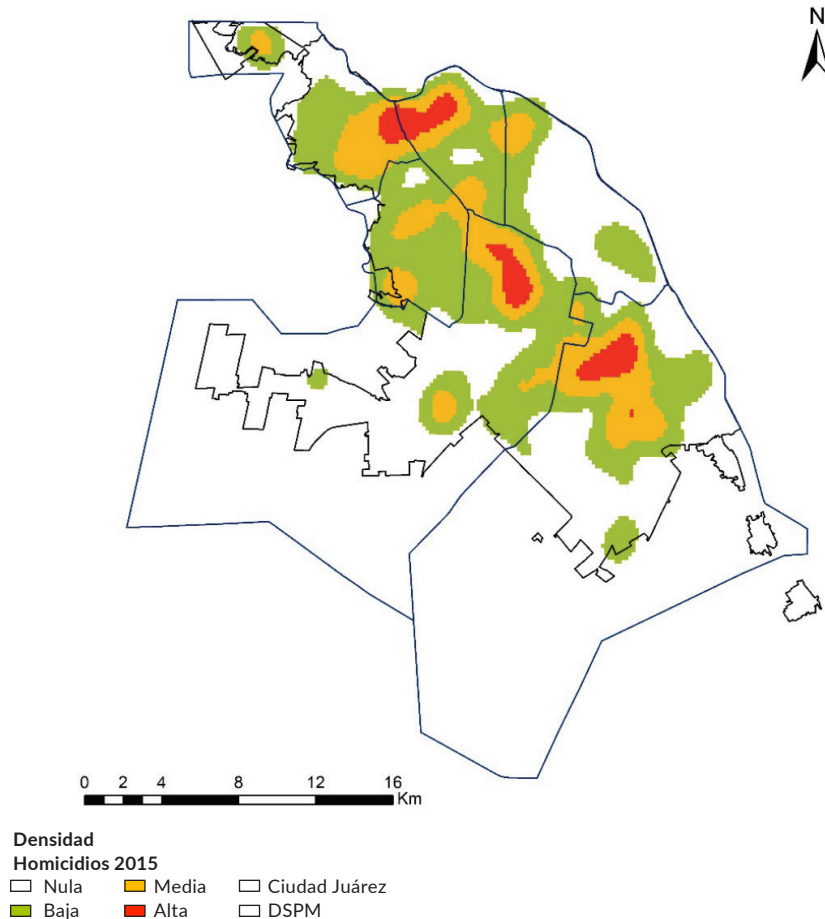 N
0 2 4 8 12 16
Km
Densidad
Homicidios 2015
Nula Media Ciudad Juárez
Baja Alta DSPM